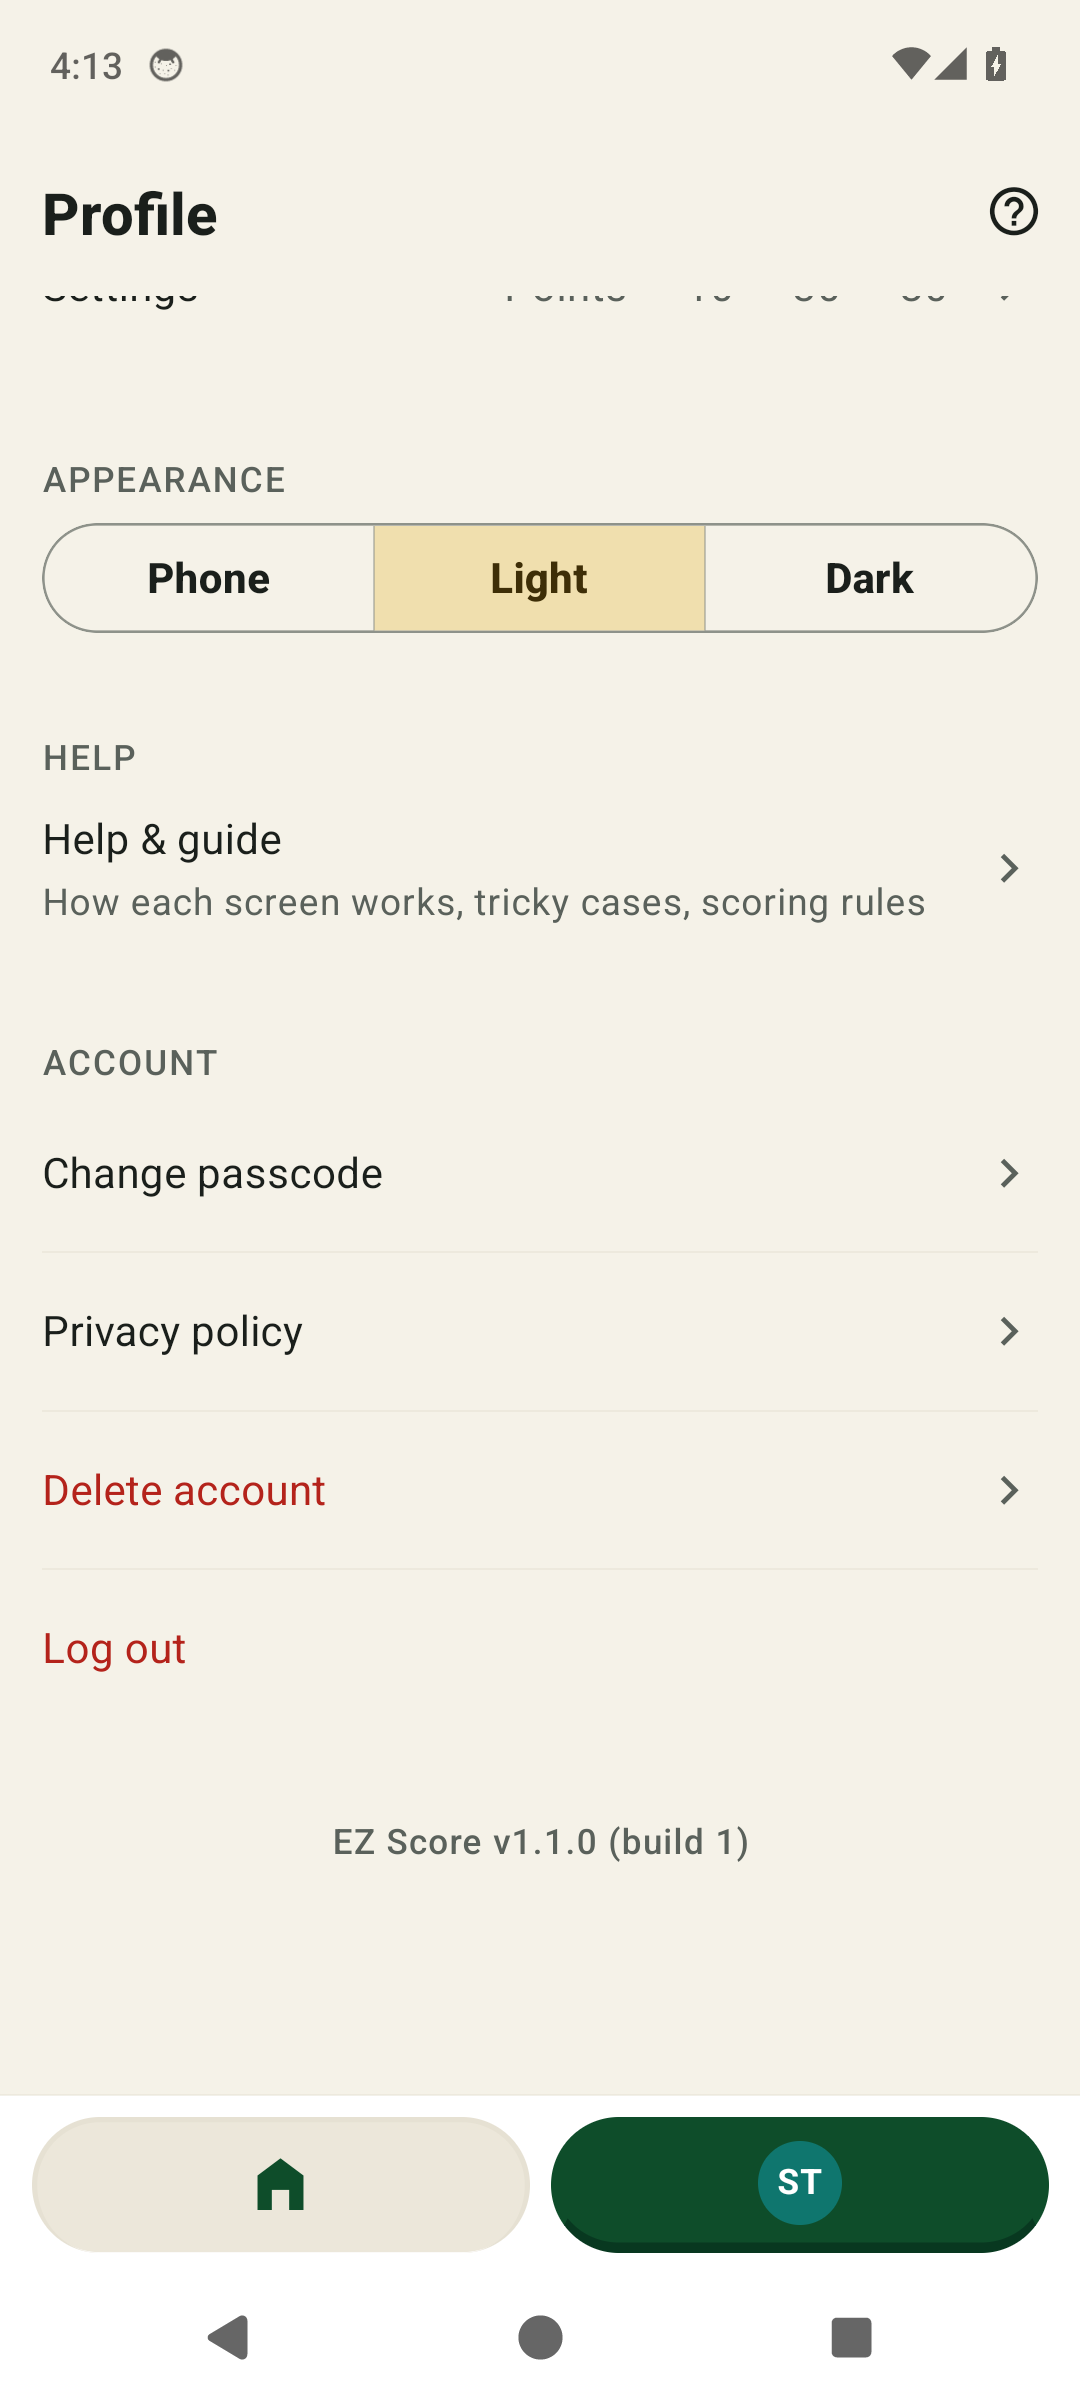 4:13
Profile
Settings
APPEARANCE
Phone Light Dark
HELP
Help & guide
How each screen works, tricky cases, scoring rules
ACCOUNT
Change passcode
Privacy policy
Delete account
Log out
EZ Score v1.1.0 (build 1)
ST